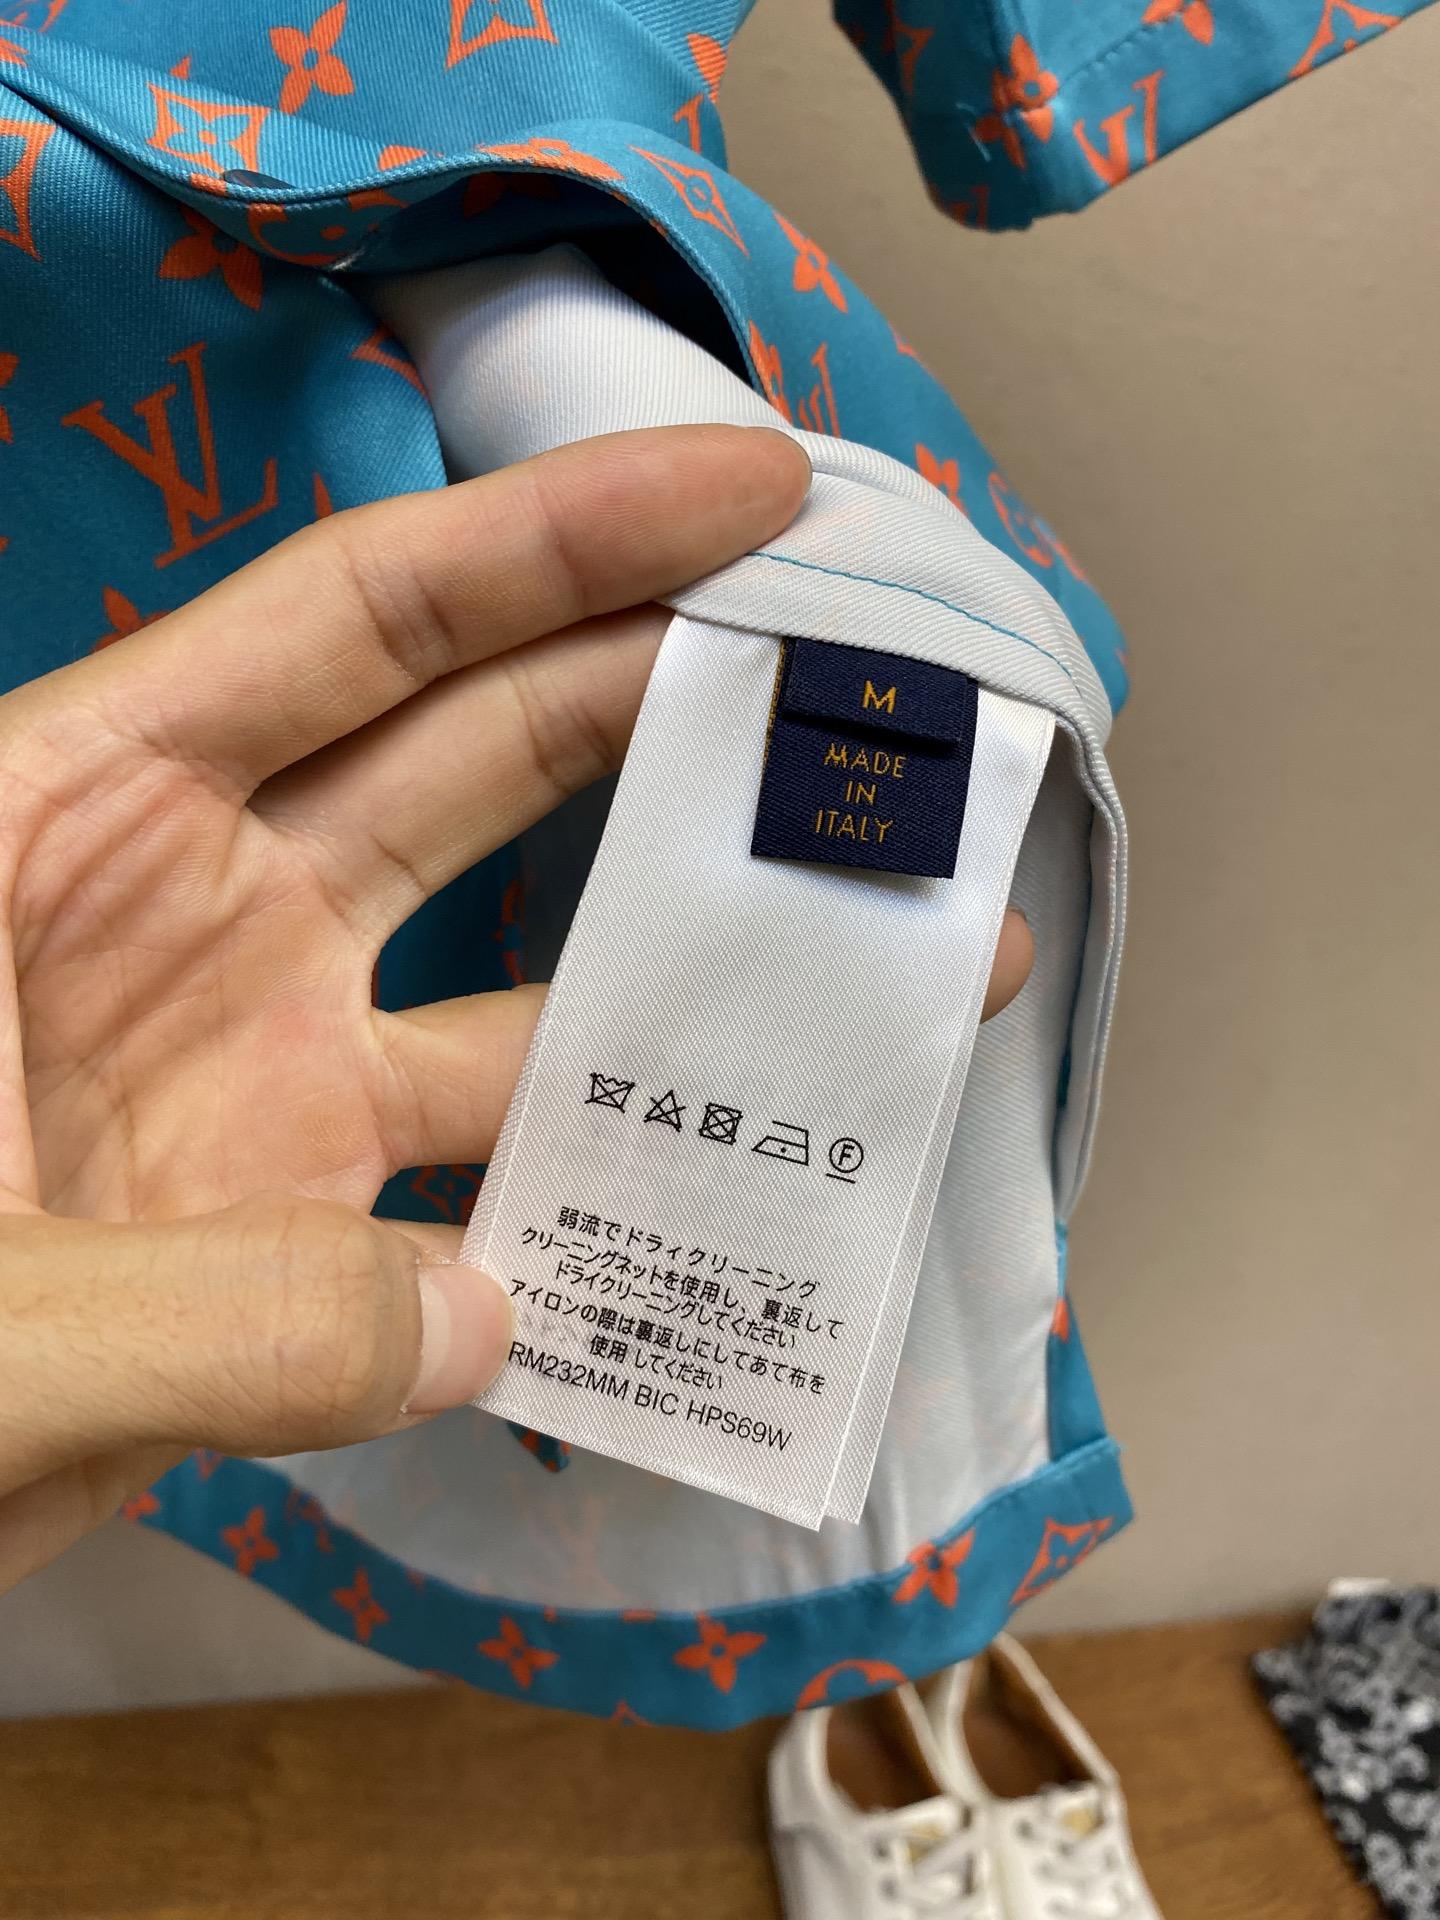 M
MADE
IN
ITALY
F
弱流でドライクリーニング
クリーニングネットを使用し、裏返して
ドライクリーニングしてください
アイロンの際は裏返しにしてあて布を
使用 してください
RM232MM BIC HPS69W
LV